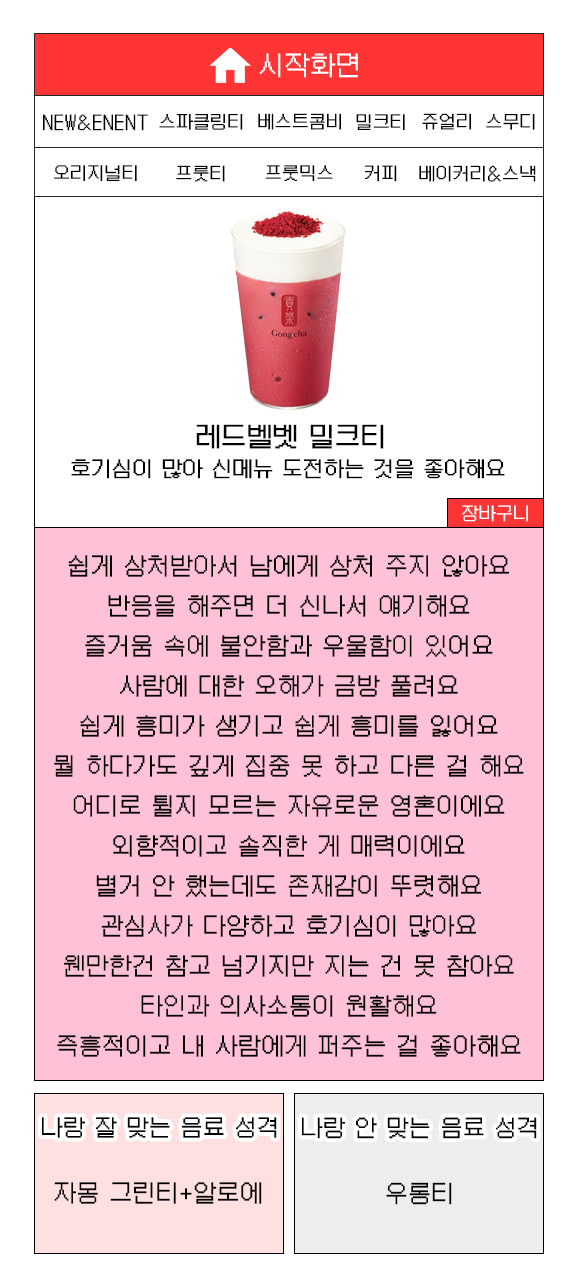 시작화면
NEW&ENENT 스파클링티 베스트콤비 밀크티 쥬얼리 스무디
오리지널티 프룻티 프룻믹스 커피 베이커리&스낵
貢茶
Gong cha
레드벨벳 밀크티
호기심이 많아 신메뉴 도전하는 것을 좋아해요
장바구니
쉽게 상처받아서 남에게 상처 주지 않아요
반응을 해주면 더 신나서 얘기해요
즐거움 속에 불안함과 우울함이 있어요
사람에 대한 오해가 금방 풀려요
쉽게 흥미가 생기고 쉽게 흥미를 잃어요
뭘 하다가도 깊게 집중 못 하고 다른 걸 해요
어디로 튈지 모르는 자유로운 영혼이에요
외향적이고 솔직한 게 매력이에요
별거 안 했는데도 존재감이 뚜렷해요
관심사가 다양하고 호기심이 많아요
웬만한건 참고 넘기지만 지는 건 못 참아요
타인과 의사소통이 원활해요
즉흥적이고 내 사람에게 퍼주는 걸 좋아해요
나랑 잘 맞는 음료 성격
자몽 그린티+알로에
나랑 안 맞는 음료 성격
우롱티